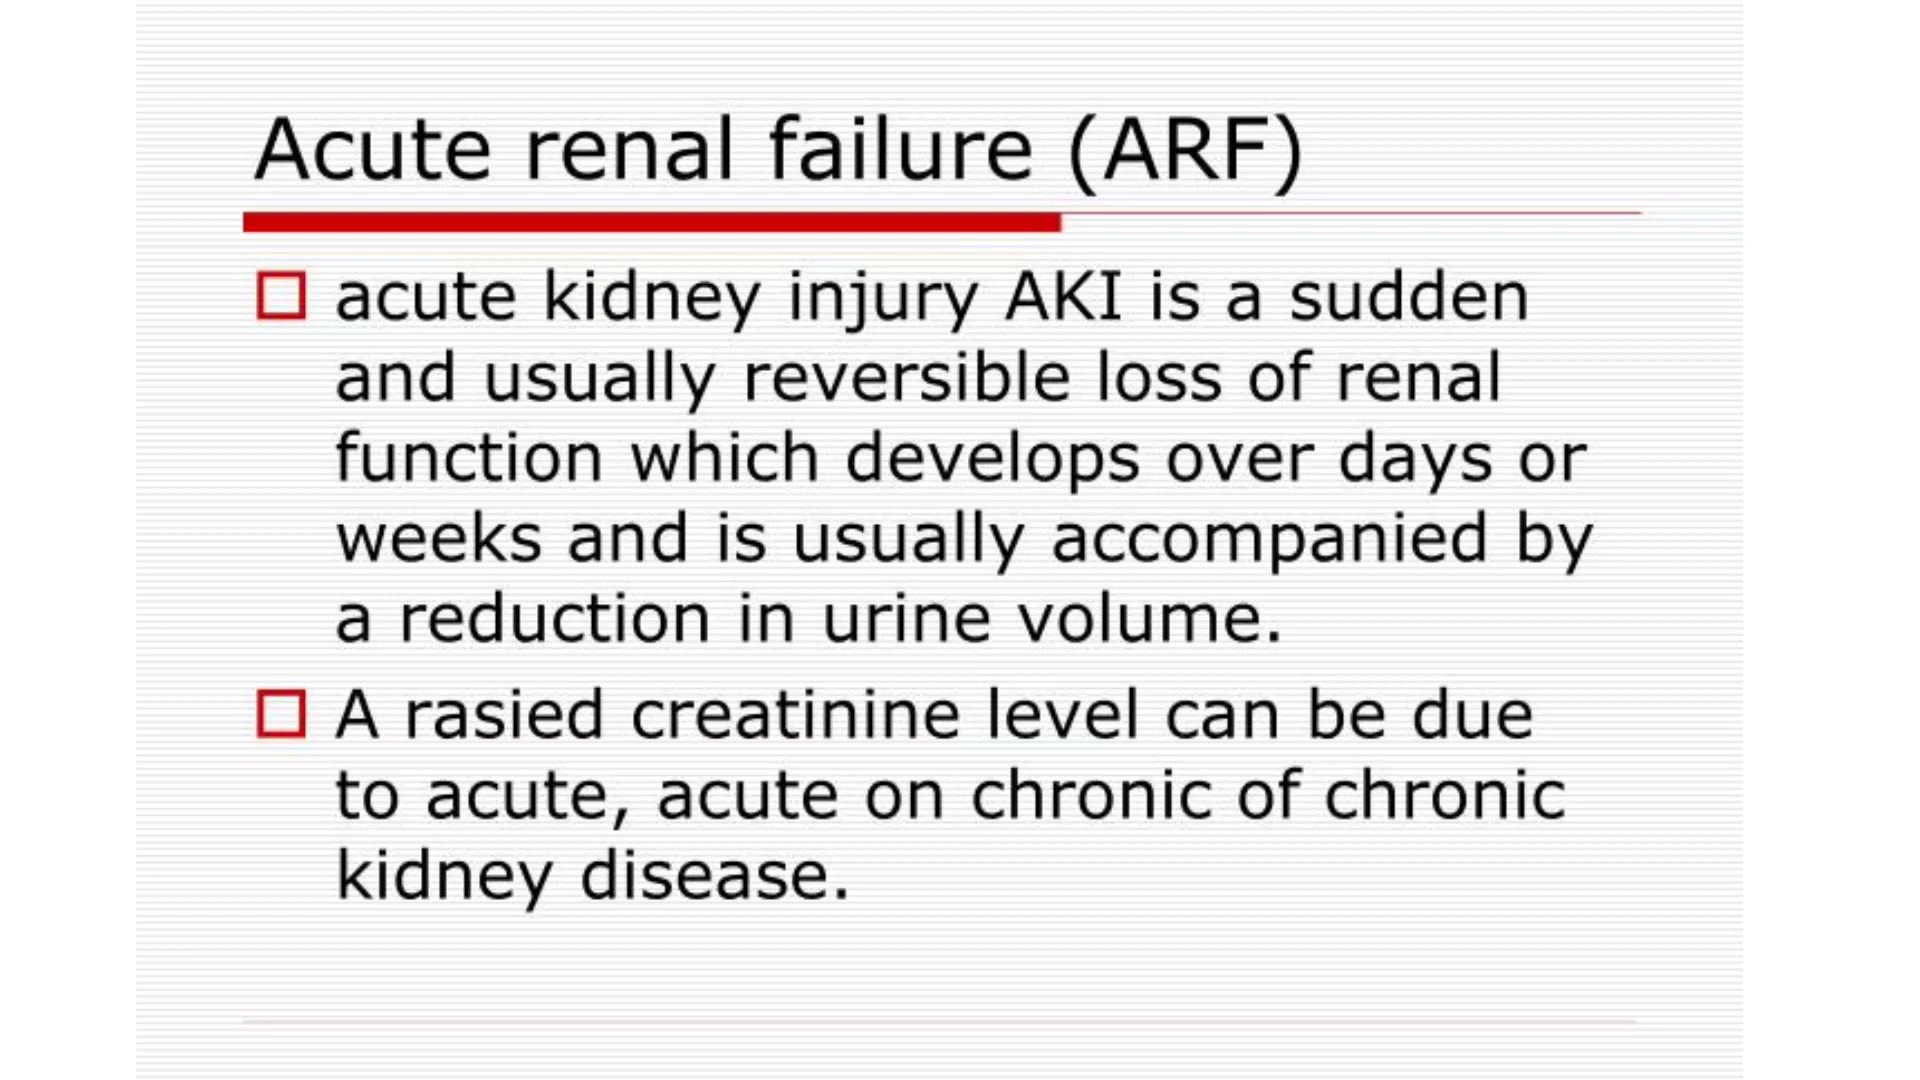 Acute renal failure (ARF)
acute kidney injury AKI is a sudden
and usually reversible loss of renal
function which develops over days or
weeks and is usually accompanied by
a reduction in urine volume.
A rasied creatinine level can be due
to acute, acute on chronic of chronic
kidney disease.